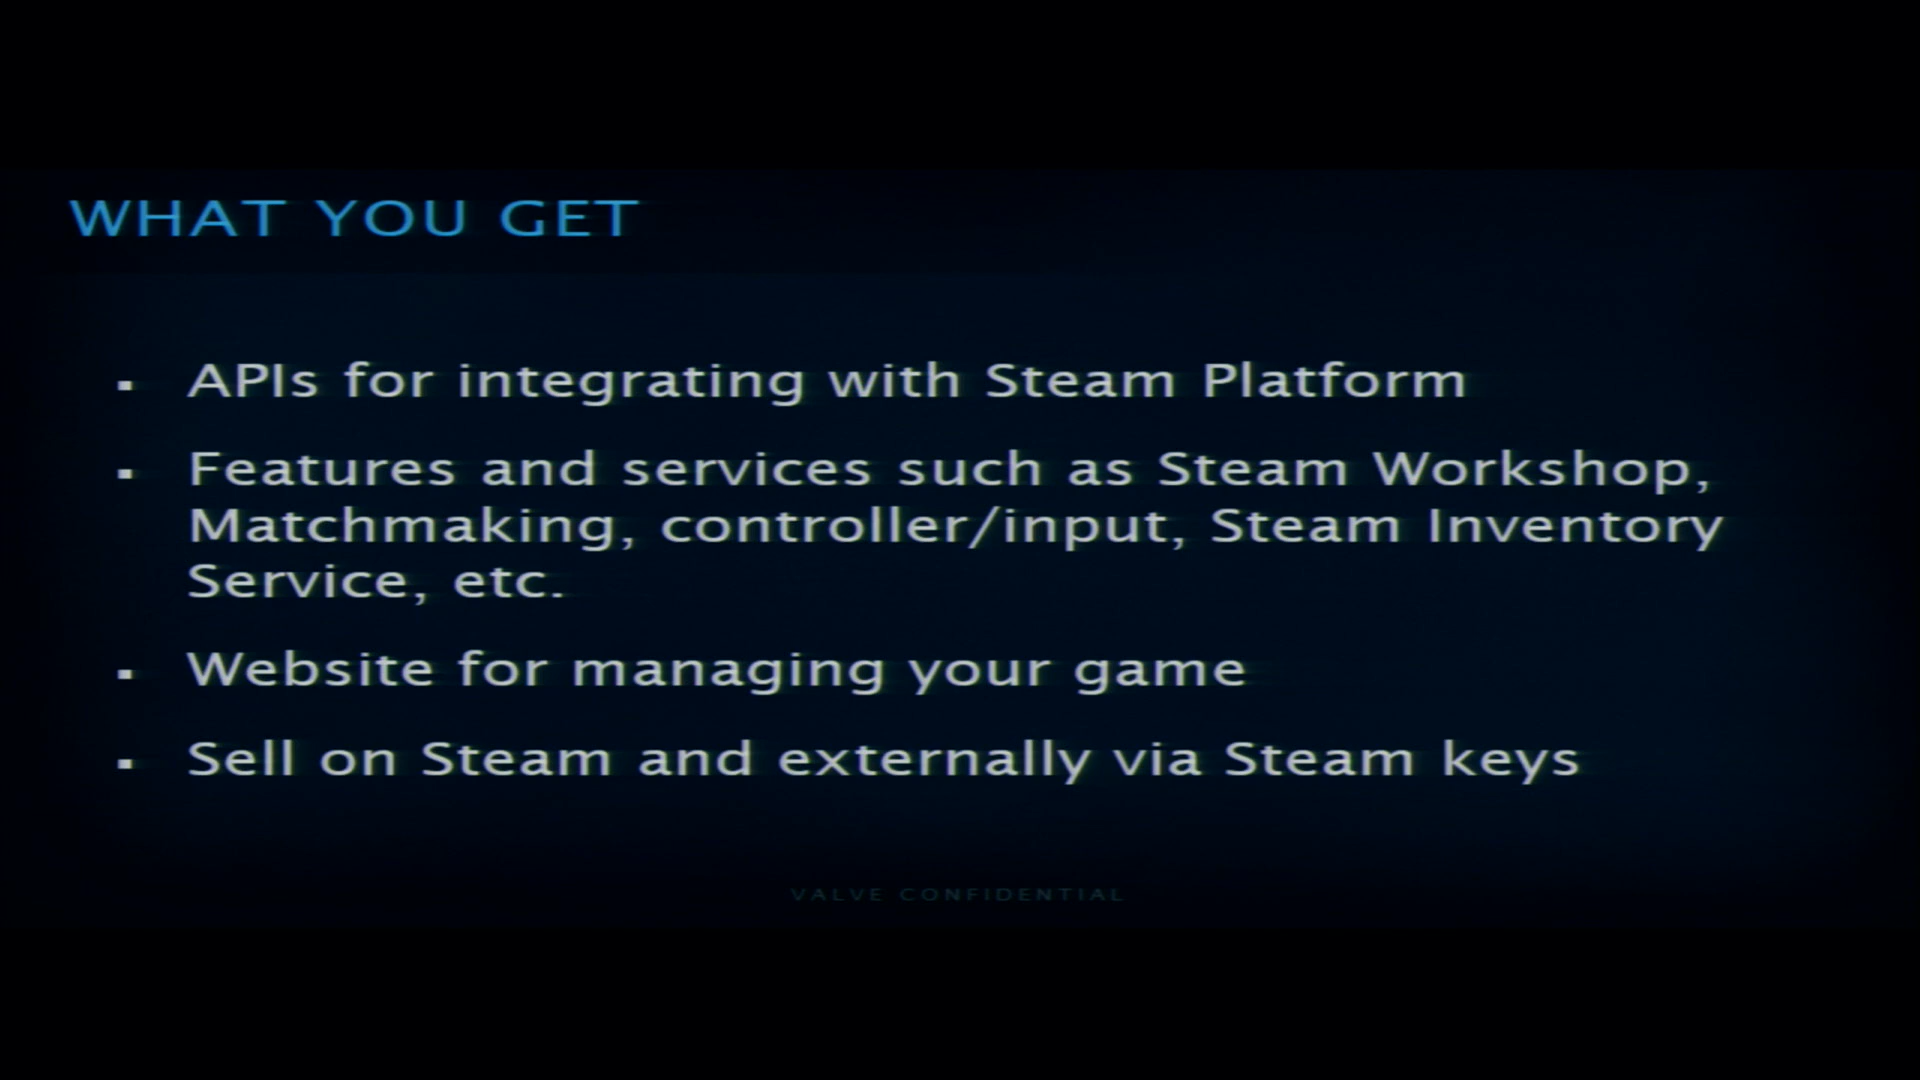 WHAT YOU GET
▪ APIs for integrating with Steam Platform
▪ Features and services such as Steam Workshop,
Matchmaking, controller/input, Steam Inventory
Service, etc.
▪ Website for managing your game
▪ Sell on Steam and externally via Steam keys
VALVE CONFIDENTIAL